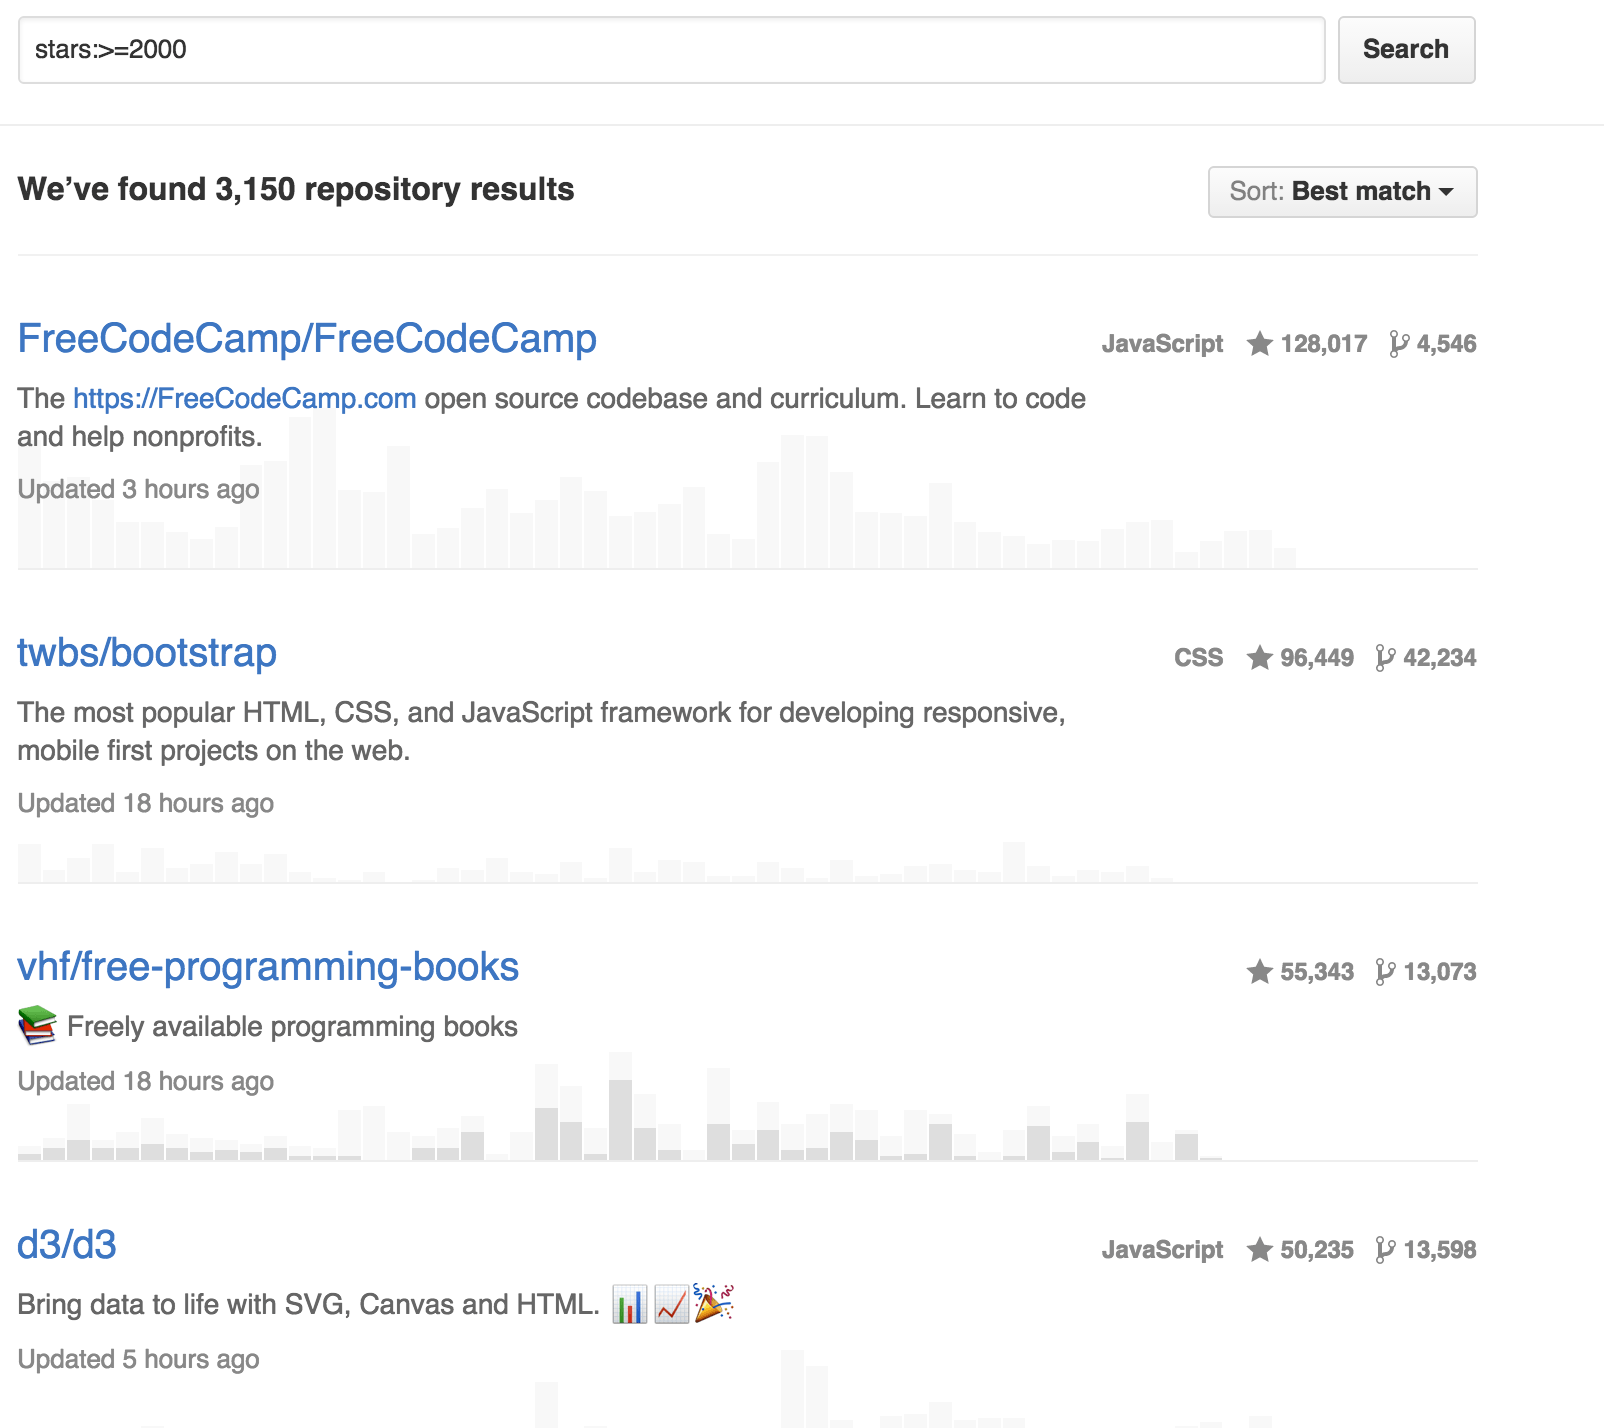 stars:>=2000
Search
We’ve found 3,150 repository results
Sort: Best match
FreeCodeCamp/FreeCodeCamp
JavaScript 128,017 4,546
The https://FreeCodeCamp.com open source codebase and curriculum. Learn to code
and help nonprofits.
Updated 3 hours ago
twbs/bootstrap
CSS 96,449 42,234
The most popular HTML, CSS, and JavaScript framework for developing responsive,
mobile first projects on the web.
Updated 18 hours ago
vhf/free-programming-books
55,343 13,073
Freely available programming books
Updated 18 hours ago
d3/d3
JavaScript 50,235 13,598
Bring data to life with SVG, Canvas and HTML.
Updated 5 hours ago